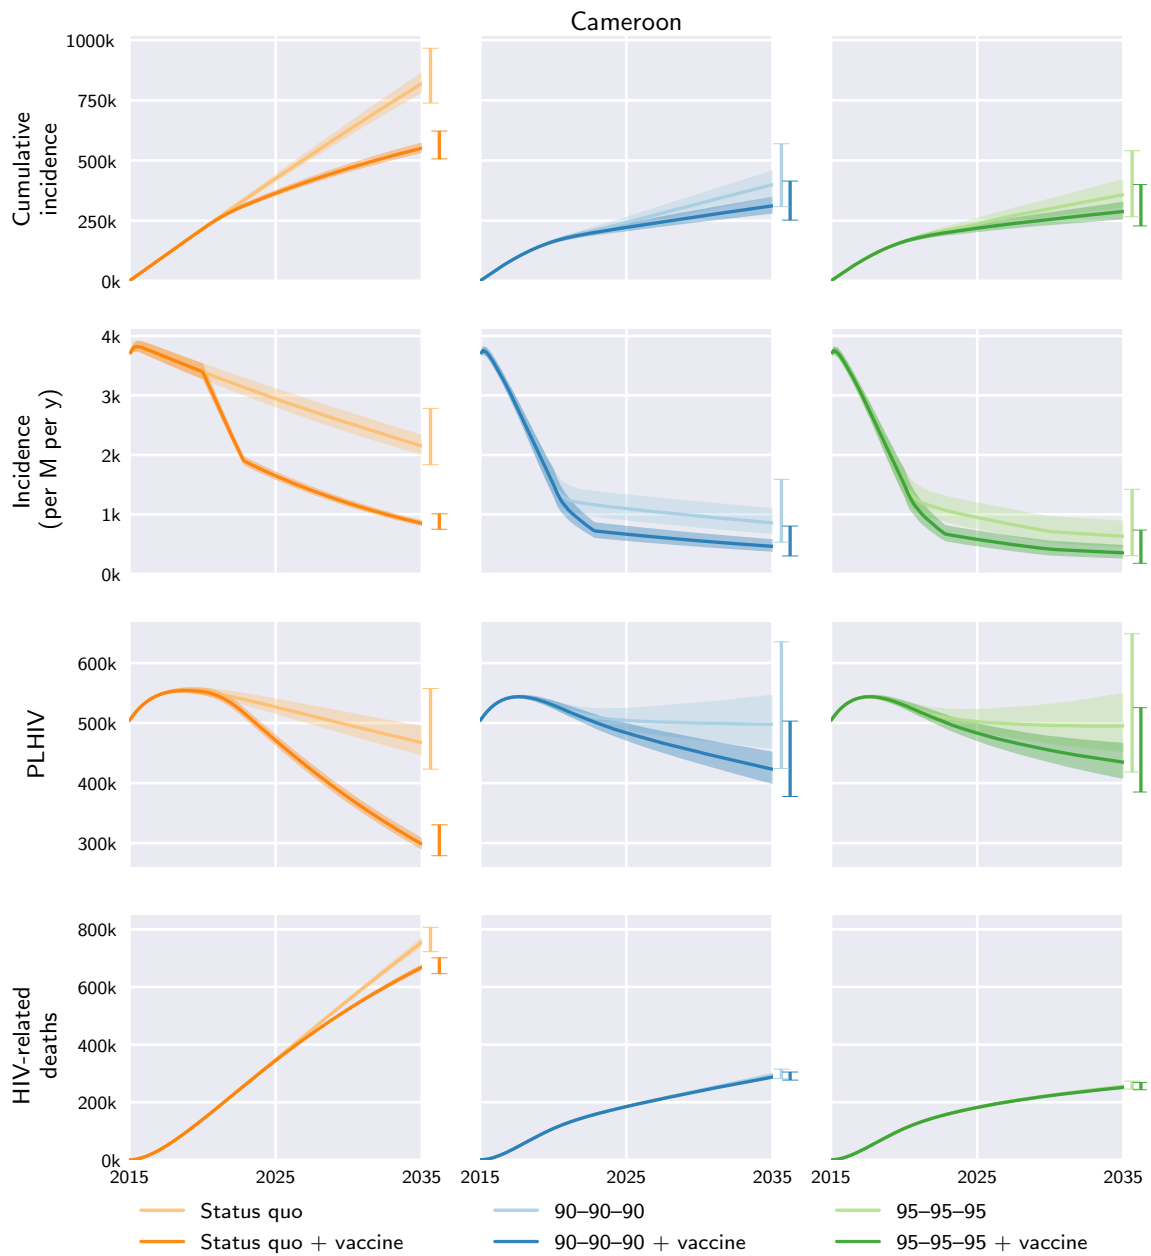 Cameroon
Cumulative
incidence
1000k
750k
500k
250k
0k
Incidence
(per M per y)
4k
3k
2k
1k
0k
PLHIV
600k
500k
400k
300k
HIV-related
deaths
800k
600k
400k
200k
0k
2015 2025 2035 2015 2025 2035 2015 2025 2035
Status quo 90–90–90 95–95–95
Status quo + vaccine 90–90–90 + vaccine 95–95–95 + vaccine